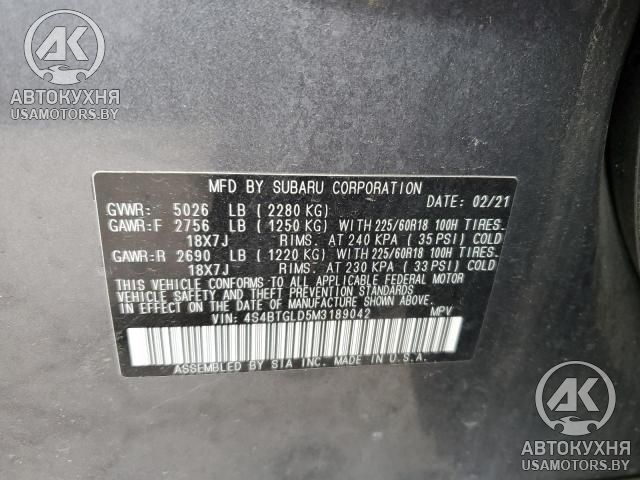 AK
АВТОКУХНЯ
USAMOTORS.BY
MFD BY SUBARU CORPORATION
GVWR: 5026 LB (2280 KG) DATE: 02/21
GAWR:F 2756 LB (1250 KG) WITH 225/60R18 100H TIRES,
18X7J RIMS, AT 240 KPA (35 PSI) COLD
GAWR:R 2690 LB (1220 KG) WITH 225/60R18 100H TIRES,
18X7J RIMS, AT 230 KPA (33 PSI) COLD
THIS VEHICLE CONFORMS TO ALL APPLICABLE FEDERAL MOTOR
VEHICLE SAFETY AND THEFT PREVENTION STANDARDS
IN EFFECT ON THE DATE OF MANUFACTURE SHOWN ABOVE.
VIN: 4S4BTGLD5M3189042 MPV
ASSEMBLED BY SIA INC. MADE IN U.S.A.
AK
АВТОКУХНЯ
USAMOTORS.BY